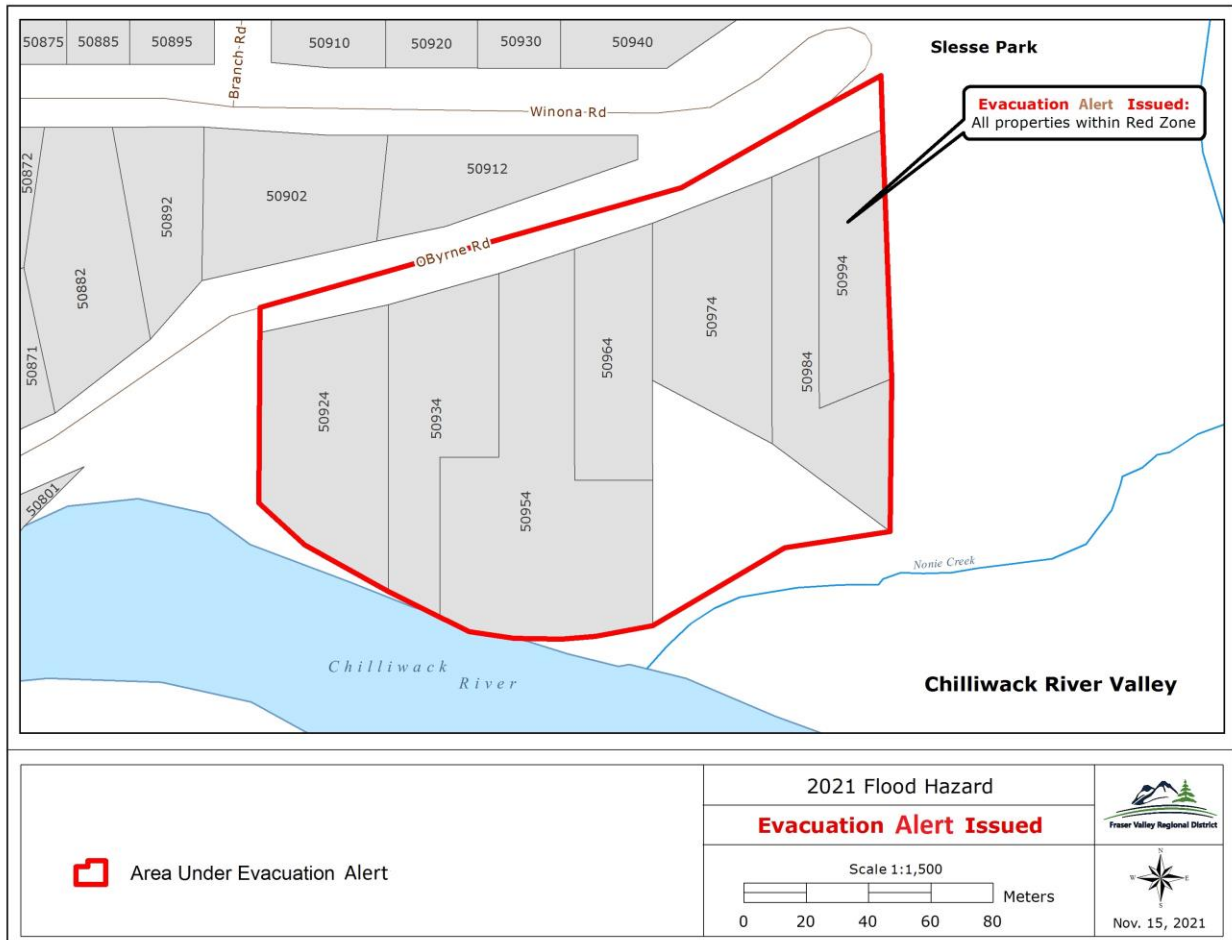 50875
50885
50895
50910
50920
50930
50940
Slesse Park
Branch Rd
Winona Rd
Evacuation Alert Issued:
All properties within Red Zone
50872
50892
50902
50912
50882
50871
OByrne Rd
50994
50974
50984
50964
50924
50934
50954
50801
Nonie Creek
Chilliwack
River
Chilliwack River Valley
Area Under Evacuation Alert
2021 Flood Hazard
Evacuation Alert Issued
Scale 1:1,500
Meters
0 20 40 60 80
Fraser Valley Regional District
N
W E
S
Nov. 15, 2021